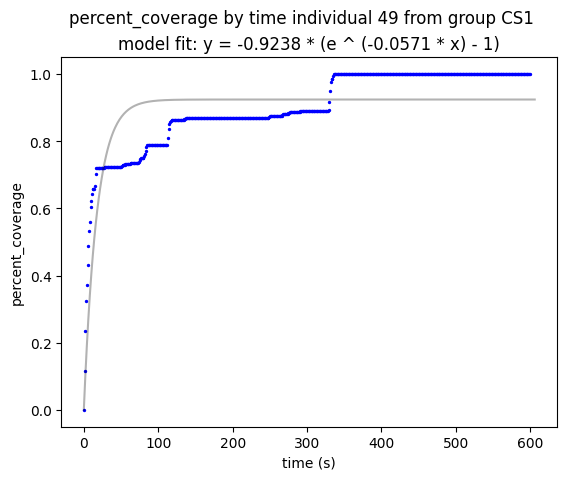 percent_coverage by time individual 49 from group CS1
model fit: y = -0.9238 * (e ^ (-0.0571 * x) - 1)
1.0
0.8
0.6
0.4
0.2
0.0
percent_coverage
0 100 200 300 400 500 600
time (s)